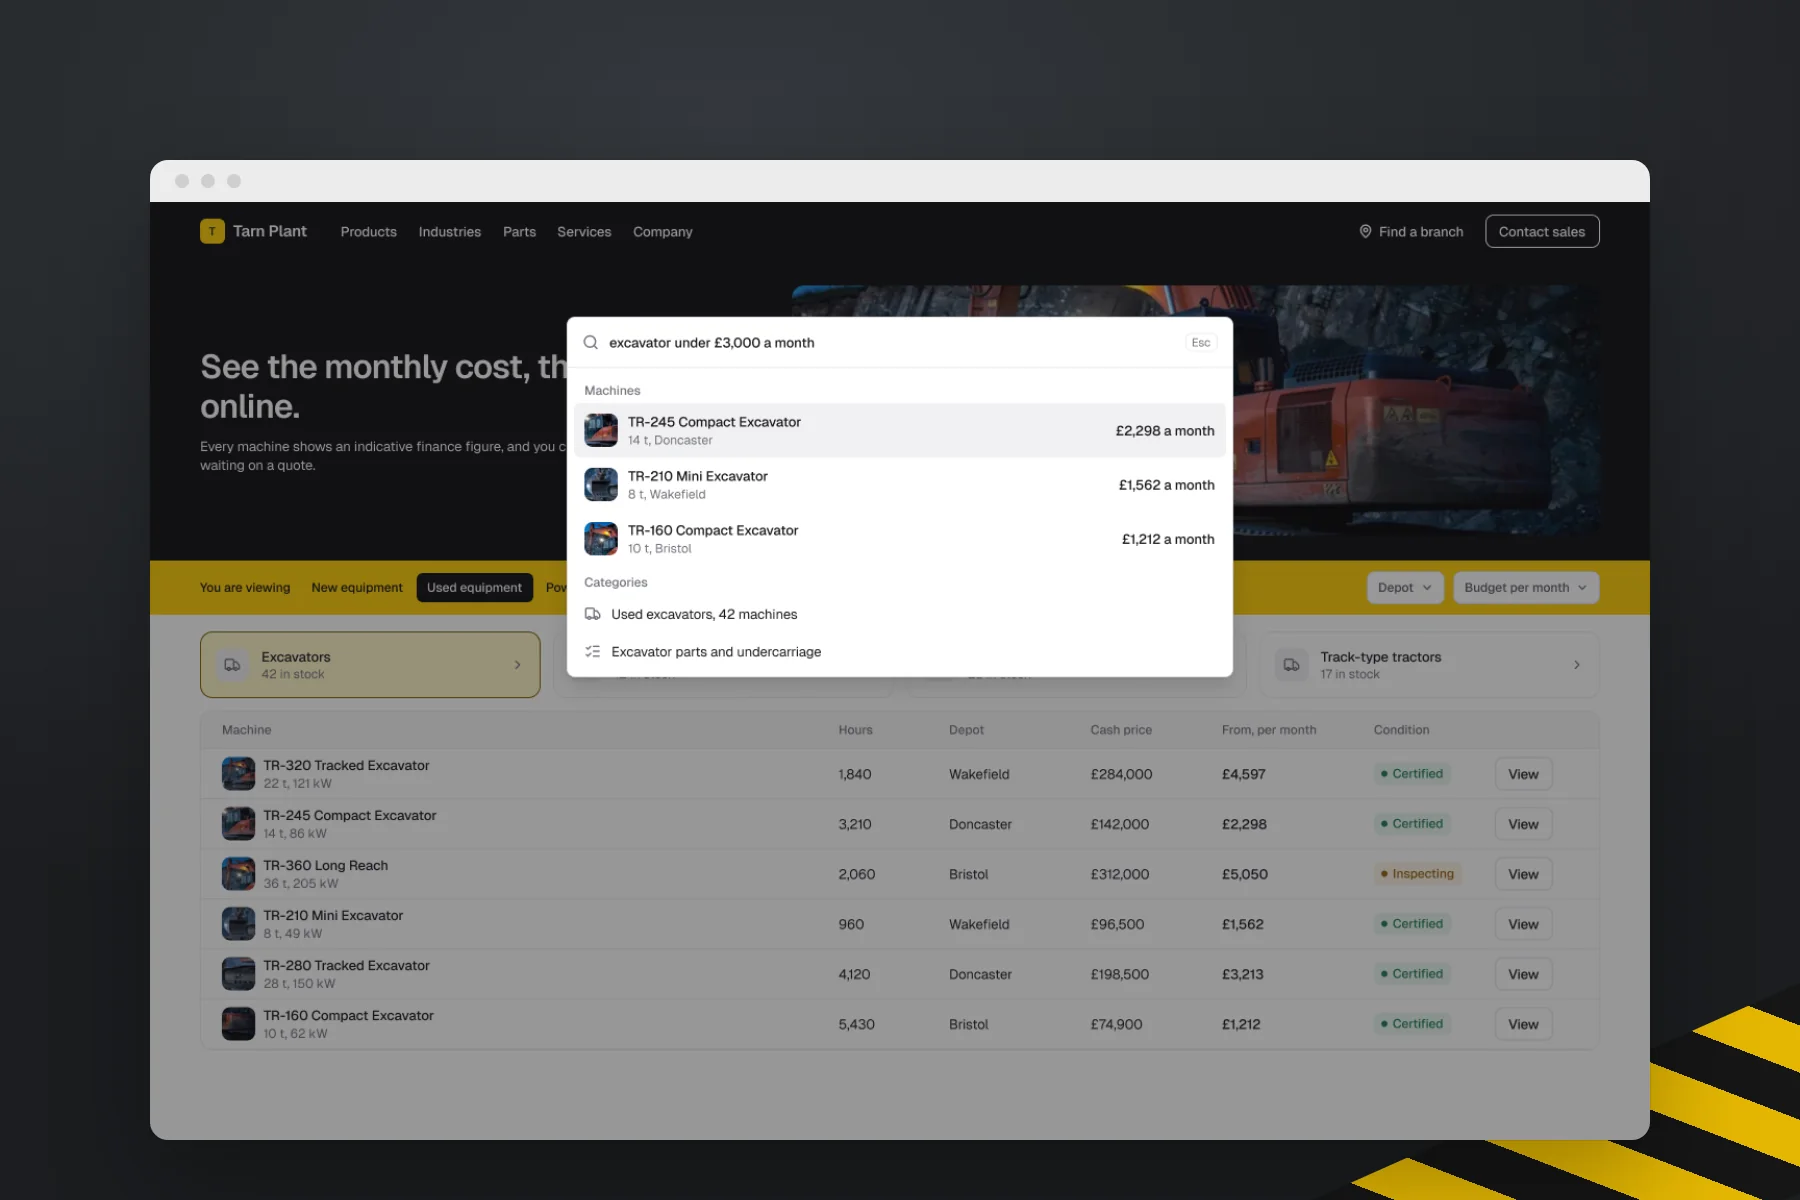 T Tarn Plant Products Industries Parts Services Company Find a branch Contact sales
See the monthly cost, th
online.
Every machine shows an indicative finance figure, and you c
waiting on a quote.
excavator under £3,000 a month Esc
Machines
TR-245 Compact Excavator
14 t, Doncaster
£2,298 a month
TR-210 Mini Excavator
8 t, Wakefield
£1,562 a month
TR-160 Compact Excavator
10 t, Bristol
£1,212 a month
Categories
Used excavators, 42 machines
Excavator parts and undercarriage
You are viewing New equipment Used equipment Pow Depot Budget per month
Excavators
42 in stock
Track-type tractors
17 in stock
Machine Hours Depot Cash price From, per month Condition
TR-320 Tracked Excavator
22 t, 121 kW
1,840 Wakefield £284,000 £4,597 Certified View
TR-245 Compact Excavator
14 t, 86 kW
3,210 Doncaster £142,000 £2,298 Certified View
TR-360 Long Reach
36 t, 205 kW
2,060 Bristol £312,000 £5,050 Inspecting View
TR-210 Mini Excavator
8 t, 49 kW
960 Wakefield £96,500 £1,562 Certified View
TR-280 Tracked Excavator
28 t, 150 kW
4,120 Doncaster £198,500 £3,213 Certified View
TR-160 Compact Excavator
10 t, 62 kW
5,430 Bristol £74,900 £1,212 Certified View